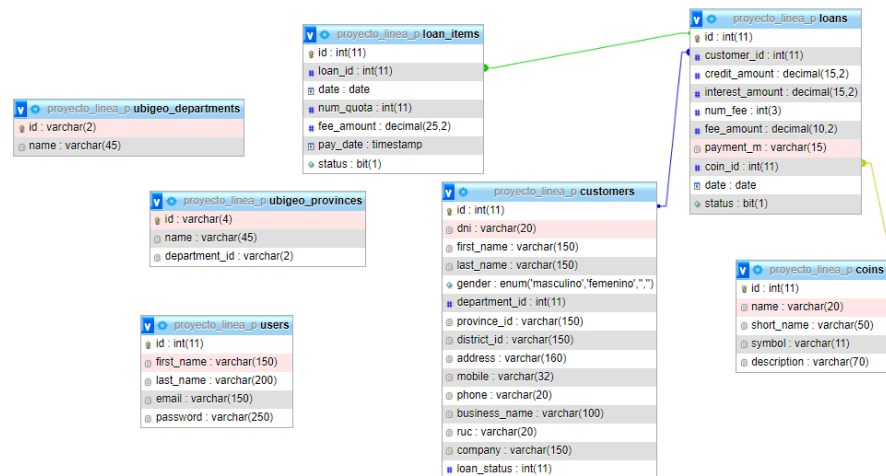 proyecto_linea_p loan_items
id : int(11)
loan_id : int(11)
date : date
num_quota : int(11)
fee_amount : decimal(25,2)
pay_date : timestamp
status : bit(1)
proyecto_linea_p loans
id : int(11)
customer_id : int(11)
credit_amount : decimal(15,2)
interest_amount : decimal(15,2)
num_fee : int(3)
fee_amount : decimal(10,2)
payment_m : varchar(15)
coin_id : int(11)
date : date
status : bit(1)
proyecto_linea_p ubigeo_departments
id : varchar(2)
name : varchar(45)
proyecto_linea_p ubigeo_provinces
id : varchar(4)
name : varchar(45)
department_id : varchar(2)
proyecto_linea_p customers
id : int(11)
dni : varchar(20)
first_name : varchar(150)
last_name : varchar(150)
gender : enum('masculino','femenino','','')
department_id : int(11)
province_id : varchar(150)
district_id : varchar(150)
address : varchar(160)
mobile : varchar(32)
phone : varchar(20)
business_name : varchar(100)
ruc : varchar(20)
company : varchar(150)
loan_status : int(11)
proyecto_linea_p coins
id : int(11)
name : varchar(20)
short_name : varchar(50)
symbol : varchar(11)
description : varchar(70)
proyecto_linea_p users
id : int(11)
first_name : varchar(150)
last_name : varchar(200)
email : varchar(150)
password : varchar(250)